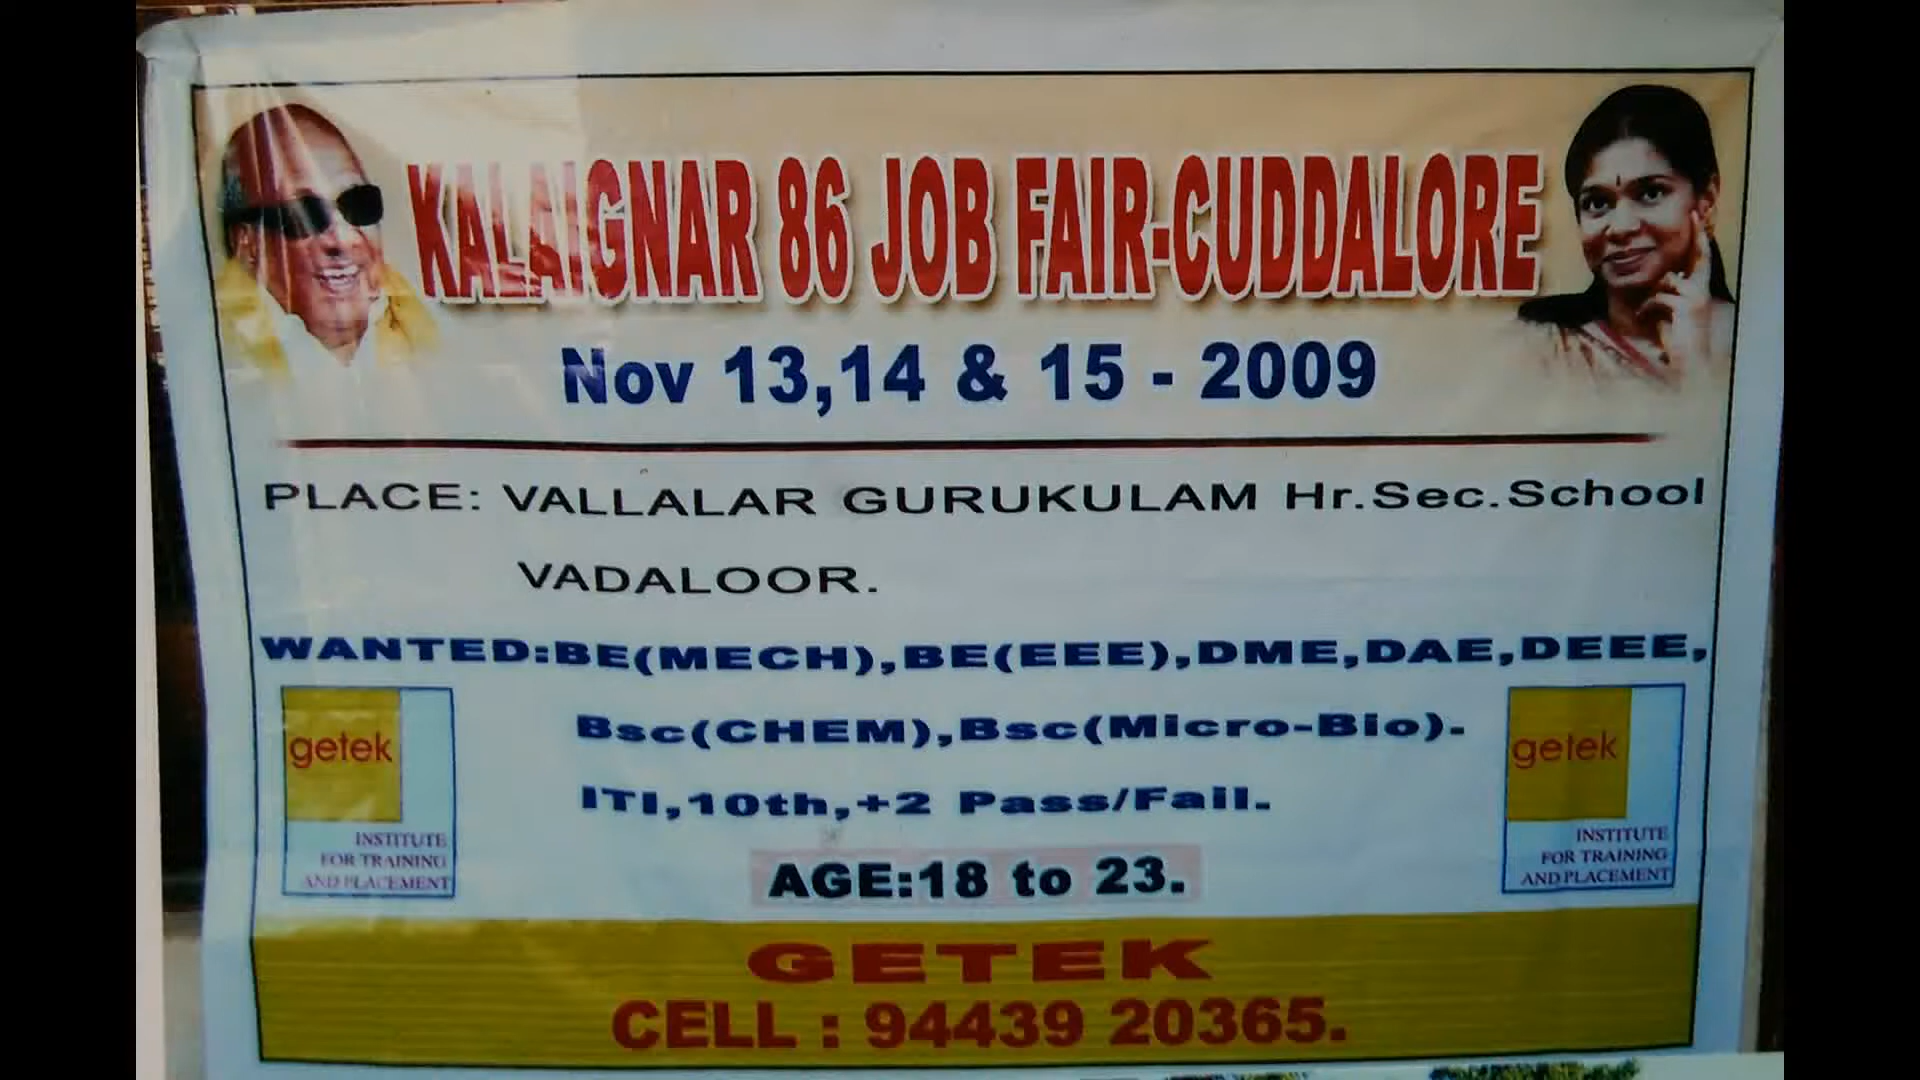 KALAIGNAR 86 JOB FAIR-CUDDALORE
Nov 13,14 & 15 - 2009
PLACE: VALLALAR GURUKULAM Hr.Sec.School
VADALOOR.
WANTED:BE(MECH),BE(EEE),DME,DAE,DEEE,
Bsc(CHEM),Bsc(Micro-Bio).
ITI,10th,+2 Pass/Fail.
AGE:18 to 23.
getek
INSTITUTE
FOR TRAINING
AND PLACEMENT
getek
INSTITUTE
FOR TRAINING
AND PLACEMENT
GETEK
CELL : 94439 20365.